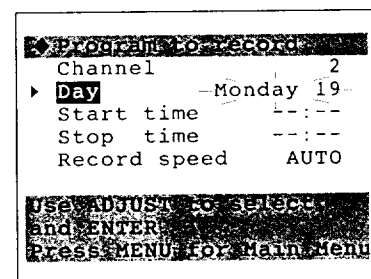 ◆ Program to record
Channel 2
▶ Day Monday 19
Start time --:--
Stop time --:--
Record speed AUTO
Use ADJUST to select
and ENTER
Press MENU for Main Menu